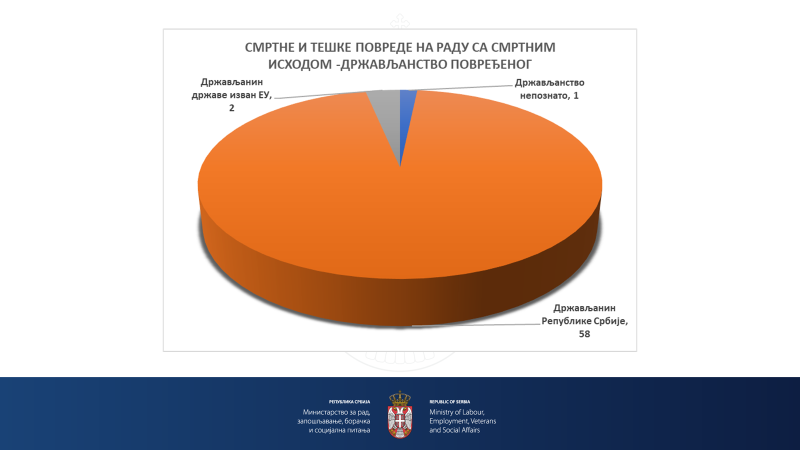 СМРТНЕ И ТЕШКЕ ПОВРЕДЕ НА РАДУ СА СМРТНИМ
ИСХОДОМ -ДРЖАВЉАНСТВО ПОВРЕЂЕНОГ
Држављанин
државе изван ЕУ,
2
Држављанство
непознато, 1
Држављанин
Републике Србије,
58
РЕПУБЛИКА СРБИЈА
Министарство за рад,
запошљавање, борачка
и социјална питања
REPUBLIC OF SERBIA
Ministry of Labour,
Employment, Veterans
and Social Affairs